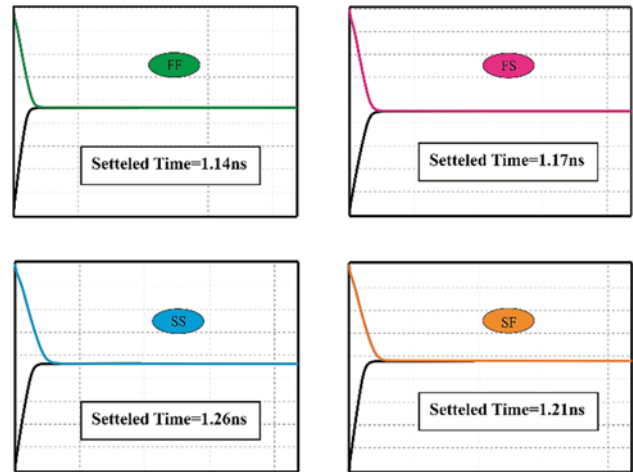 FF
Setteled Time=1.14ns
FS
Setteled Time=1.17ns
SS
Setteled Time=1.26ns
SF
Setteled Time=1.21ns